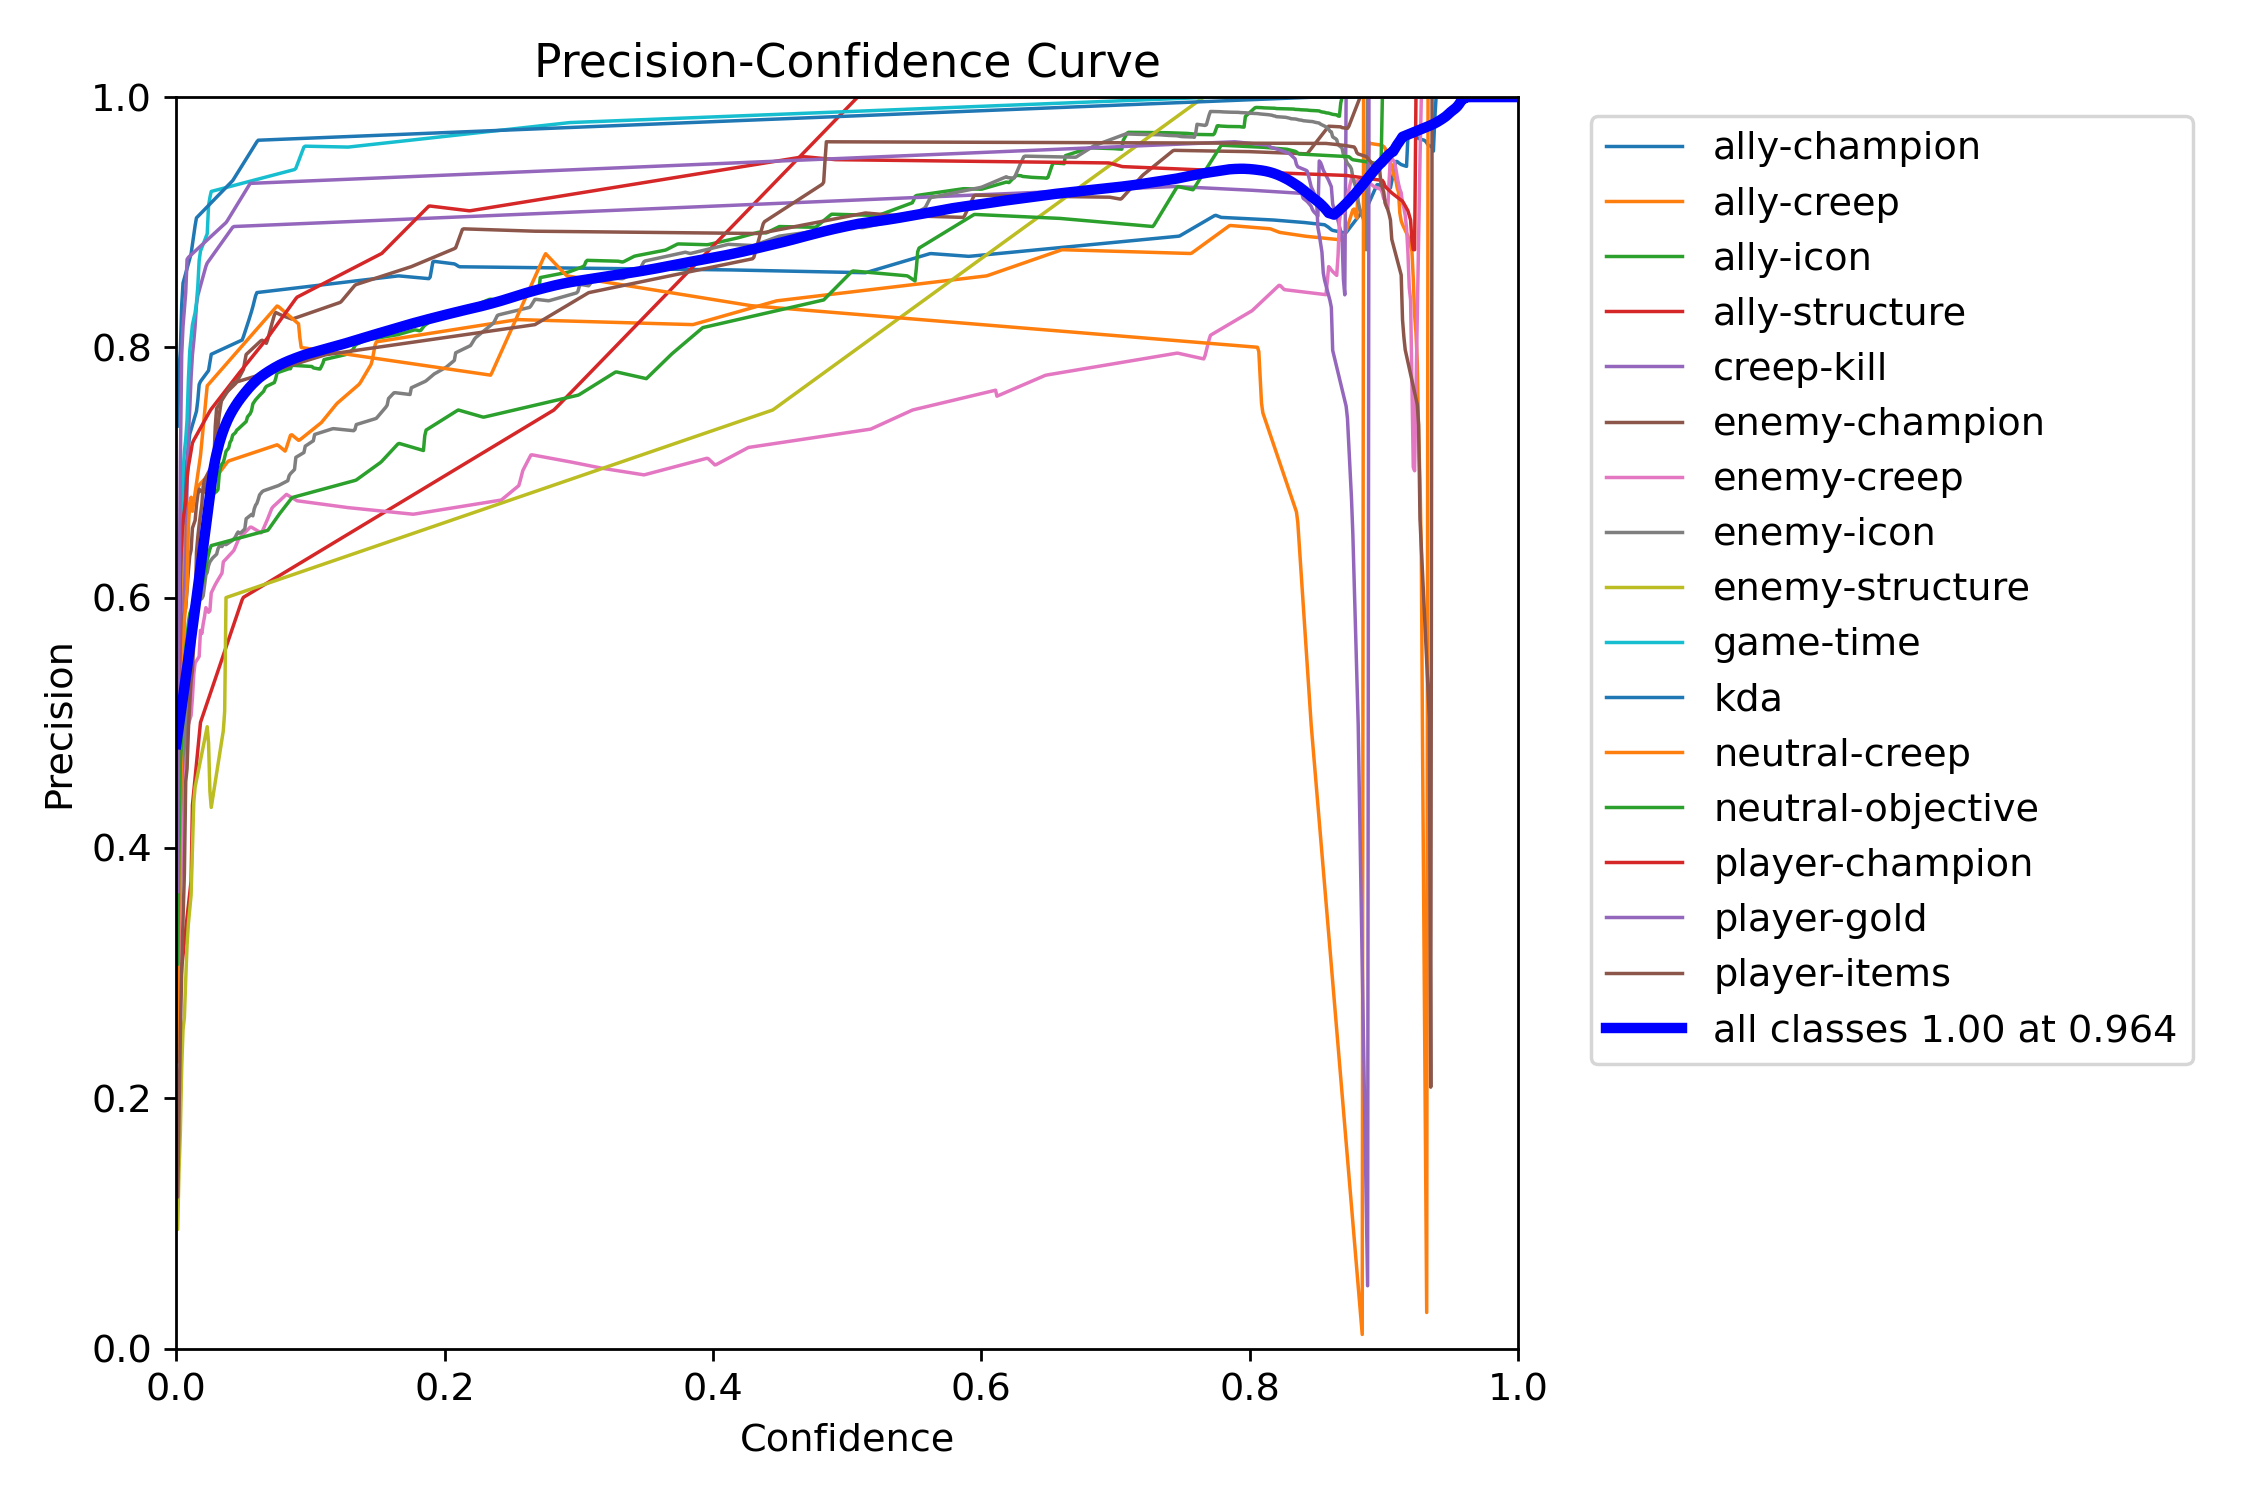 Precision-Confidence Curve
1.0
0.8
0.6
0.4
0.2
0.0
Precision
0.0 0.2 0.4 0.6 0.8 1.0
Confidence
ally-champion
ally-creep
ally-icon
ally-structure
creep-kill
enemy-champion
enemy-creep
enemy-icon
enemy-structure
game-time
kda
neutral-creep
neutral-objective
player-champion
player-gold
player-items
all classes 1.00 at 0.964